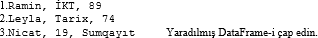 1.Ramin, İKT, 89
2.Leyla, Tarix, 74
3.Nicat, 19, Sumqayıt Yaradılmış DataFrame-i çap edin.